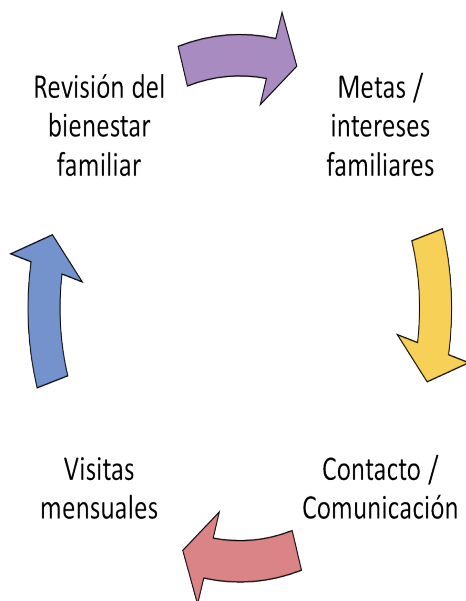 Revisión del
bienestar
familiar
Metas /
intereses
familiares
Contacto /
Comunicación
Visitas
mensuales